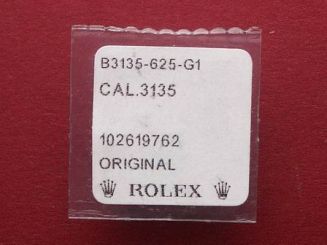 B3135-625-G1
CAL.3135
102619762
ORIGINAL
ROLEX